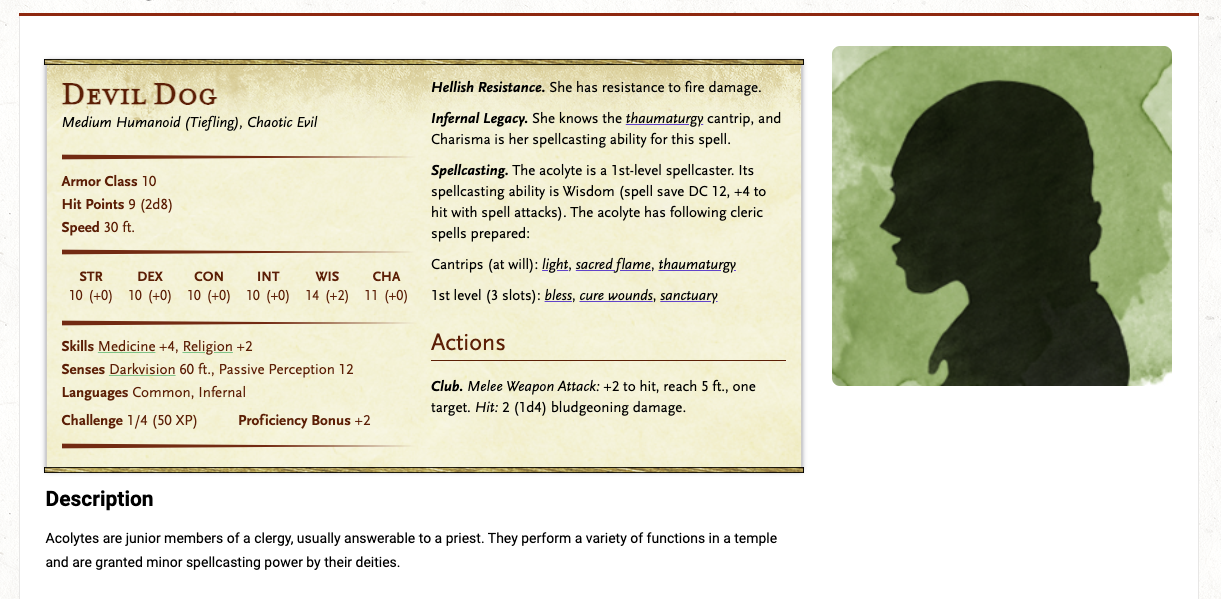 Devil Dog
Medium Humanoid (Tiefling), Chaotic Evil
Armor Class 10
Hit Points 9 (2d8)
Speed 30 ft.
STR DEX CON INT WIS CHA
10 (+0) 10 (+0) 10 (+0) 10 (+0) 14 (+2) 11 (+0)
Skills Medicine +4, Religion +2
Senses Darkvision 60 ft., Passive Perception 12
Languages Common, Infernal
Challenge 1/4 (50 XP) Proficiency Bonus +2
Hellish Resistance. She has resistance to fire damage.
Infernal Legacy. She knows the thaumaturgy cantrip, and
Charisma is her spellcasting ability for this spell.
Spellcasting. The acolyte is a 1st-level spellcaster. Its
spellcasting ability is Wisdom (spell save DC 12, +4 to
hit with spell attacks). The acolyte has following cleric
spells prepared:
Cantrips (at will): light, sacred flame, thaumaturgy
1st level (3 slots): bless, cure wounds, sanctuary
Actions
Club. Melee Weapon Attack: +2 to hit, reach 5 ft., one
target. Hit: 2 (1d4) bludgeoning damage.
Description
Acolytes are junior members of a clergy, usually answerable to a priest. They perform a variety of functions in a temple
and are granted minor spellcasting power by their deities.